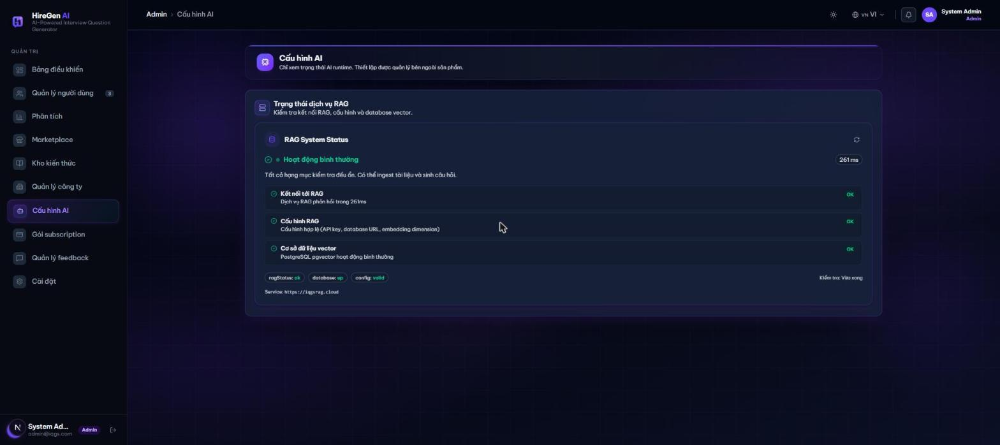 HireGen AI
AI-Powered Interview Question
Generator
QUẢN TRỊ
Bảng điều khiển
Quản lý người dùng 3
Phân tích
Marketplace
Kho kiến thức
Quản lý công ty
Cấu hình AI
Gói subscription
Quản lý feedback
Cài đặt
N
System Ad...
admin@iqgs.com
Admin
Admin › Cấu hình AI
VN VI
SA
System Admin
Admin
Cấu hình AI
Chỉ xem trạng thái AI runtime. Thiết lập được quản lý bên ngoài sản phẩm.
Trạng thái dịch vụ RAG
Kiểm tra kết nối RAG, cấu hình và database vector.
RAG System Status
Hoạt động bình thường 261 ms
Tất cả hạng mục kiểm tra đều ổn. Có thể ingest tài liệu và sinh câu hỏi.
Kết nối tới RAG OK
Dịch vụ RAG phản hồi trong 261ms
Cấu hình RAG OK
Cấu hình hợp lệ (API key, database URL, embedding dimension)
Cơ sở dữ liệu vector OK
PostgreSQL pgvector hoạt động bình thường
ragStatus: ok database: up config: valid Kiểm tra: Vừa xong
Service: https://iqgsrag.cloud